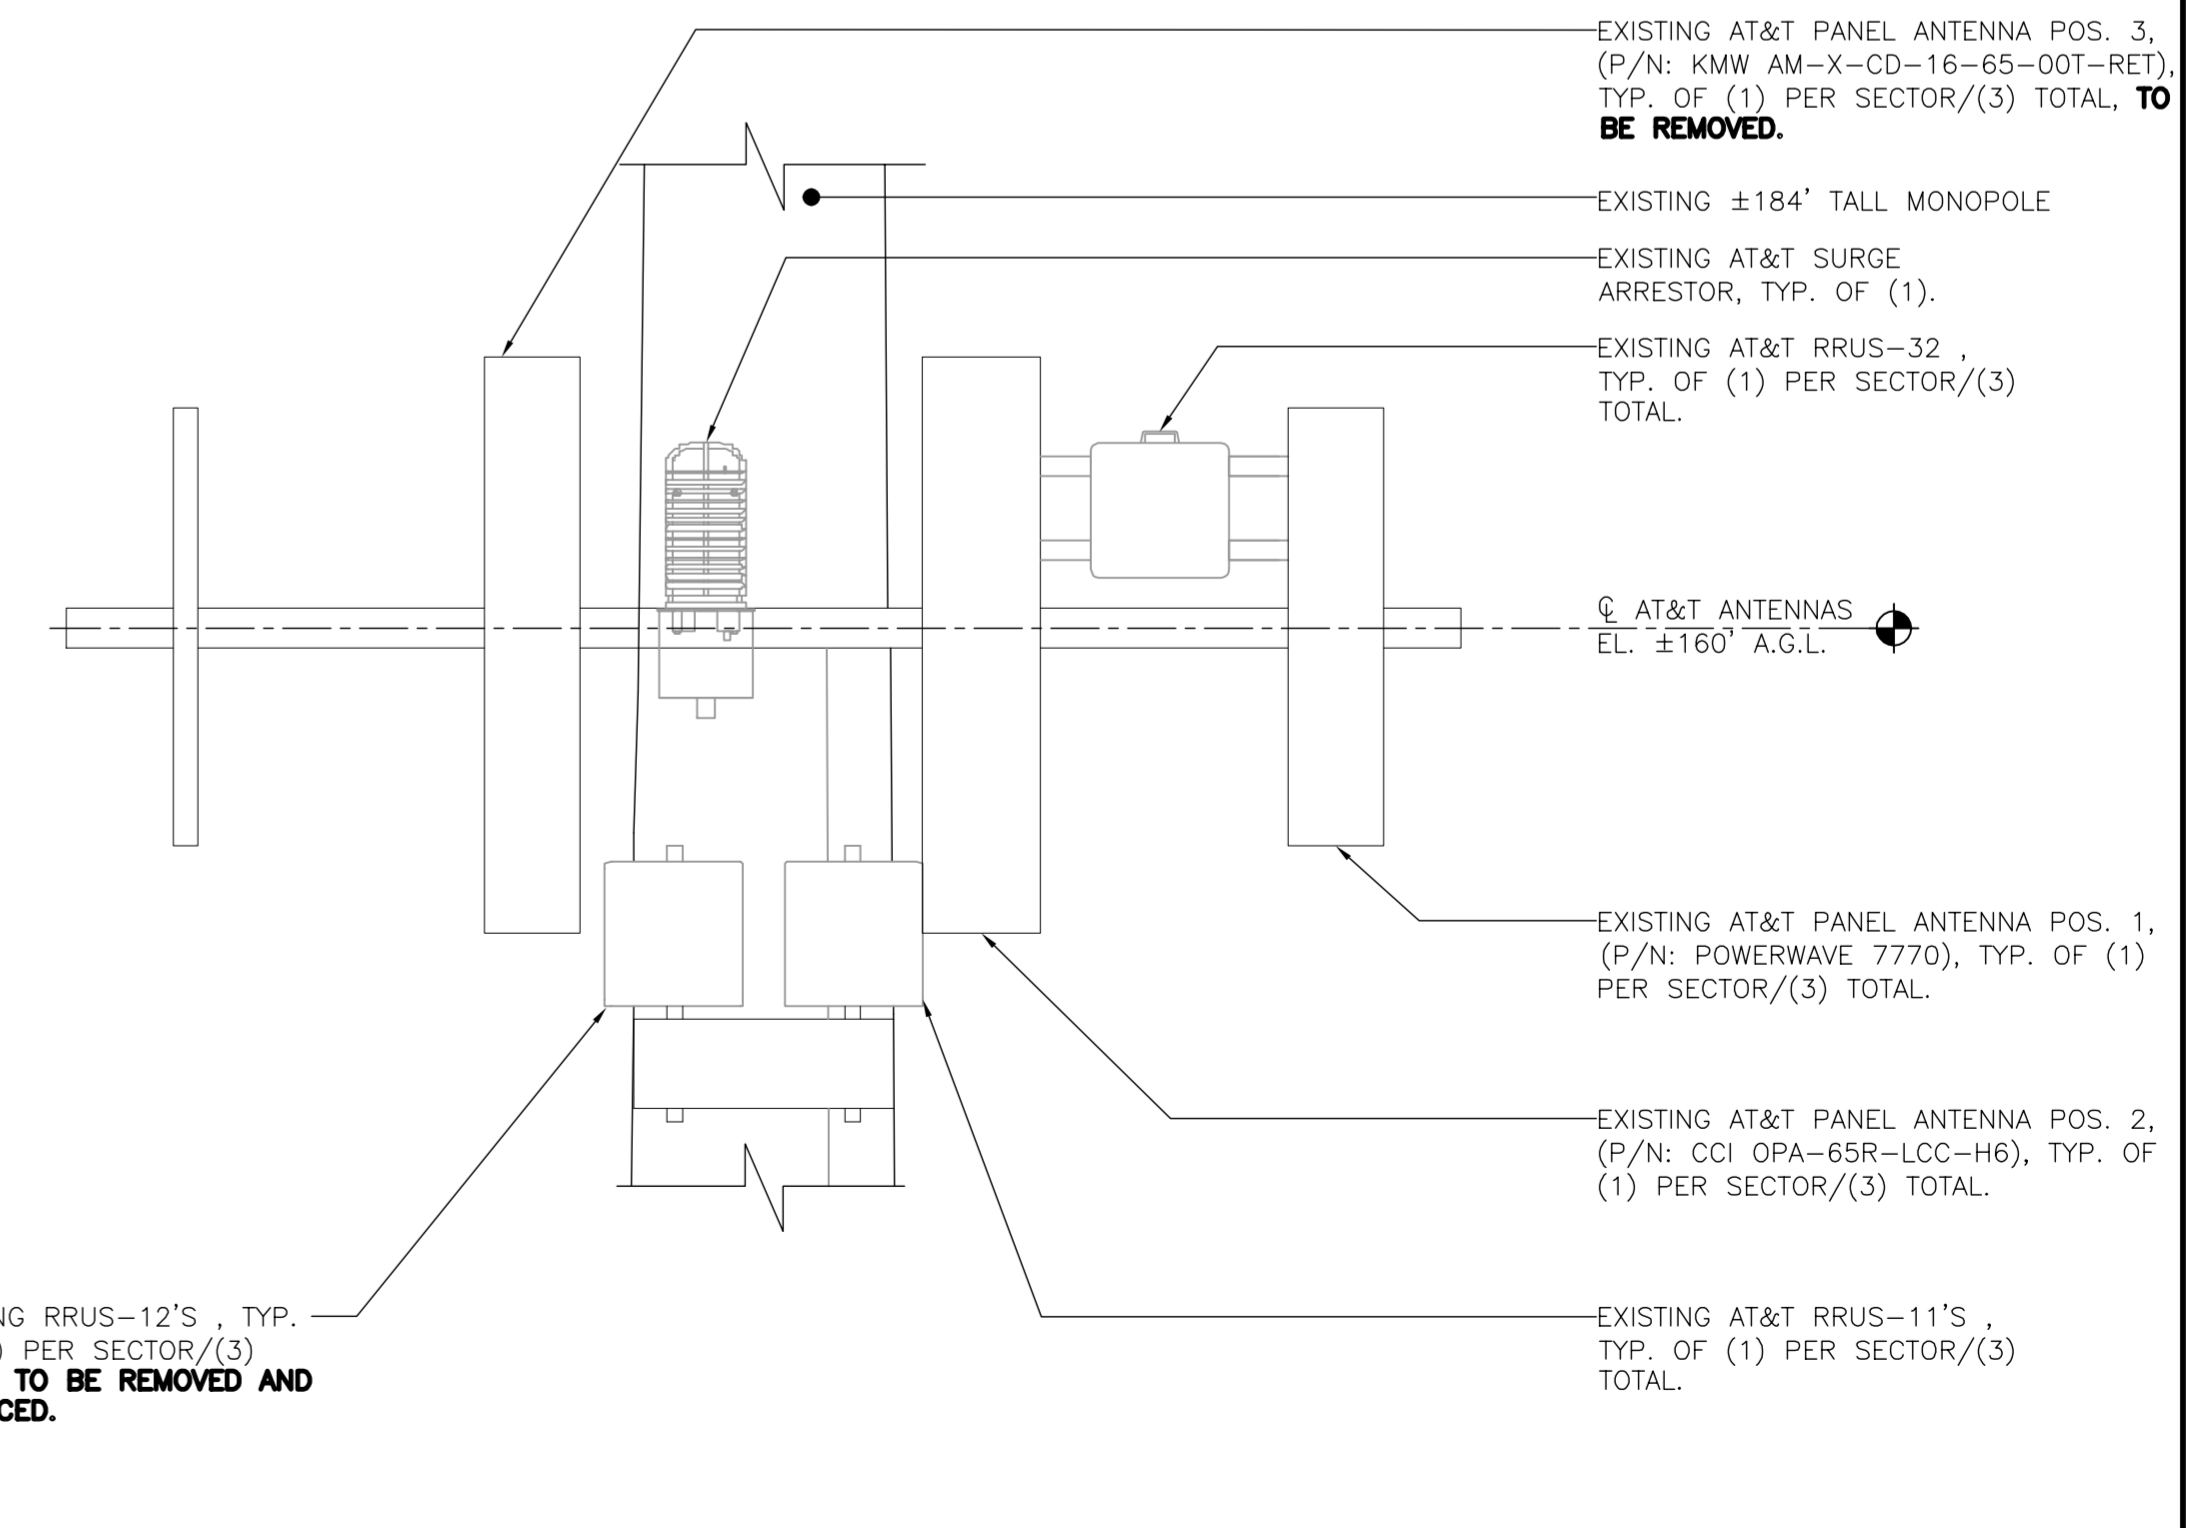 EXISTING AT&T PANEL ANTENNA POS. 3,
(P/N: KMW AM-X-CD-16-65-00T-RET),
TYP. OF (1) PER SECTOR/(3) TOTAL, TO
BE REMOVED.
EXISTING ±184' TALL MONOPOLE
EXISTING AT&T SURGE
ARRESTOR, TYP. OF (1).
EXISTING AT&T RRUS-32 ,
TYP. OF (1) PER SECTOR/(3)
TOTAL.
℄ AT&T ANTENNAS
EL. ±160' A.G.L.
EXISTING AT&T PANEL ANTENNA POS. 1,
(P/N: POWERWAVE 7770), TYP. OF (1)
PER SECTOR/(3) TOTAL.
EXISTING AT&T PANEL ANTENNA POS. 2,
(P/N: CCI OPA-65R-LCC-H6), TYP. OF
(1) PER SECTOR/(3) TOTAL.
RRUS-12'S , TYP.
PER SECTOR/(3)
TO BE REMOVED AND
EXISTING AT&T RRUS-11'S ,
TYP. OF (1) PER SECTOR/(3)
TOTAL.